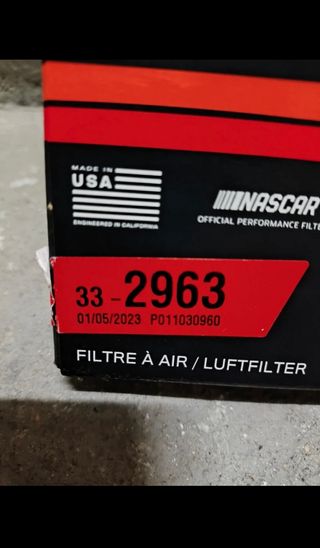 MADE IN
USA
ENGINEERED IN CALIFORNIA
NASCAR
OFFICIAL PERFORMANCE FILTE
33-2963
01/05/2023 P011030960
FILTRE À AIR / LUFTFILTER